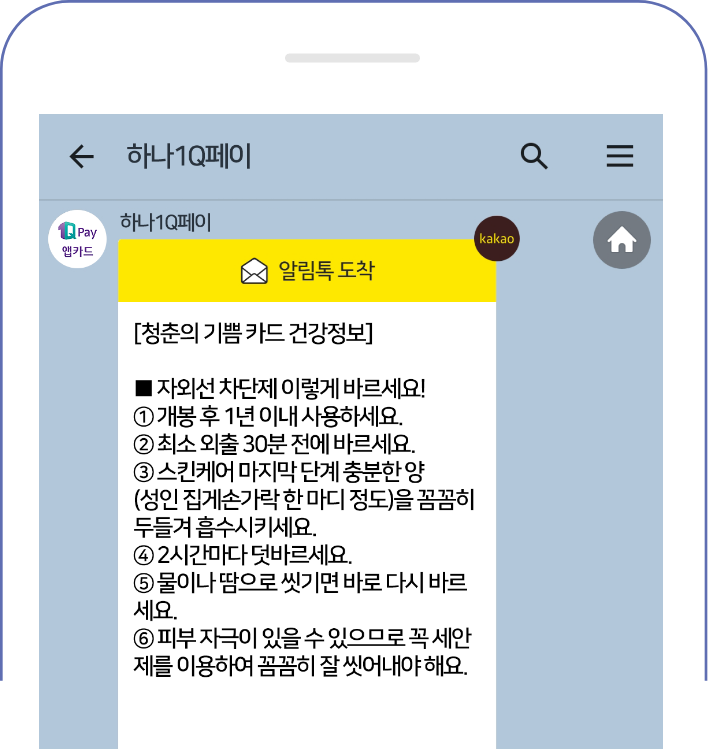 하나1Q페이
1Q Pay
앱카드
하나1Q페이
kakao
알림톡 도착
[청춘의 기쁨 카드 건강정보]
■ 자외선 차단제 이렇게 바르세요!
① 개봉 후 1년 이내 사용하세요.
② 최소 외출 30분 전에 바르세요.
③ 스킨케어 마지막 단계 충분한 양
(성인 집게손가락 한 마디 정도)을 꼼꼼히
두들겨 흡수시키세요.
④ 2시간마다 덧바르세요.
⑤ 물이나 땀으로 씻기면 바로 다시 바르
세요.
⑥ 피부 자극이 있을 수 있으므로 꼭 세안
제를 이용하여 꼼꼼히 잘 씻어내야 해요.